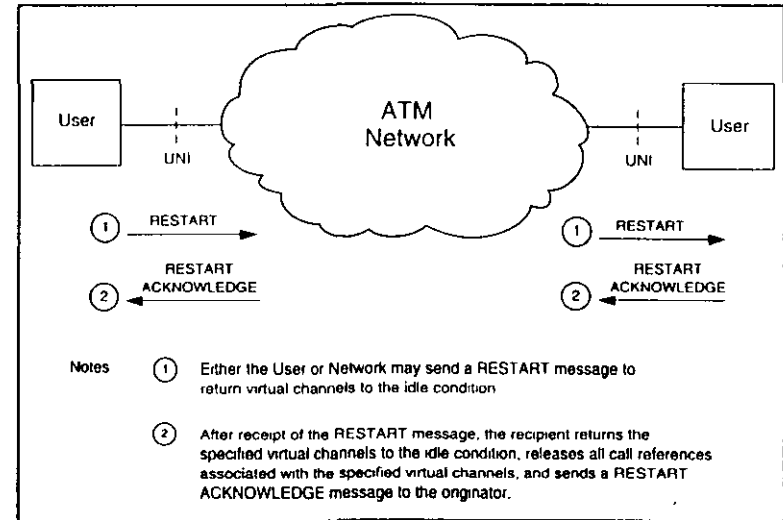 ATM
Network
User
User
UNI
UNI
1 RESTART
1 RESTART
RESTART
ACKNOWLEDGE
2
RESTART
ACKNOWLEDGE
2
Notes
1 Either the User or Network may send a RESTART message to
return virtual channels to the idle condition
2 After receipt of the RESTART message, the recipient returns the
specified virtual channels to the idle condition, releases all call references
associated with the specified virtual channels, and sends a RESTART
ACKNOWLEDGE message to the originator.